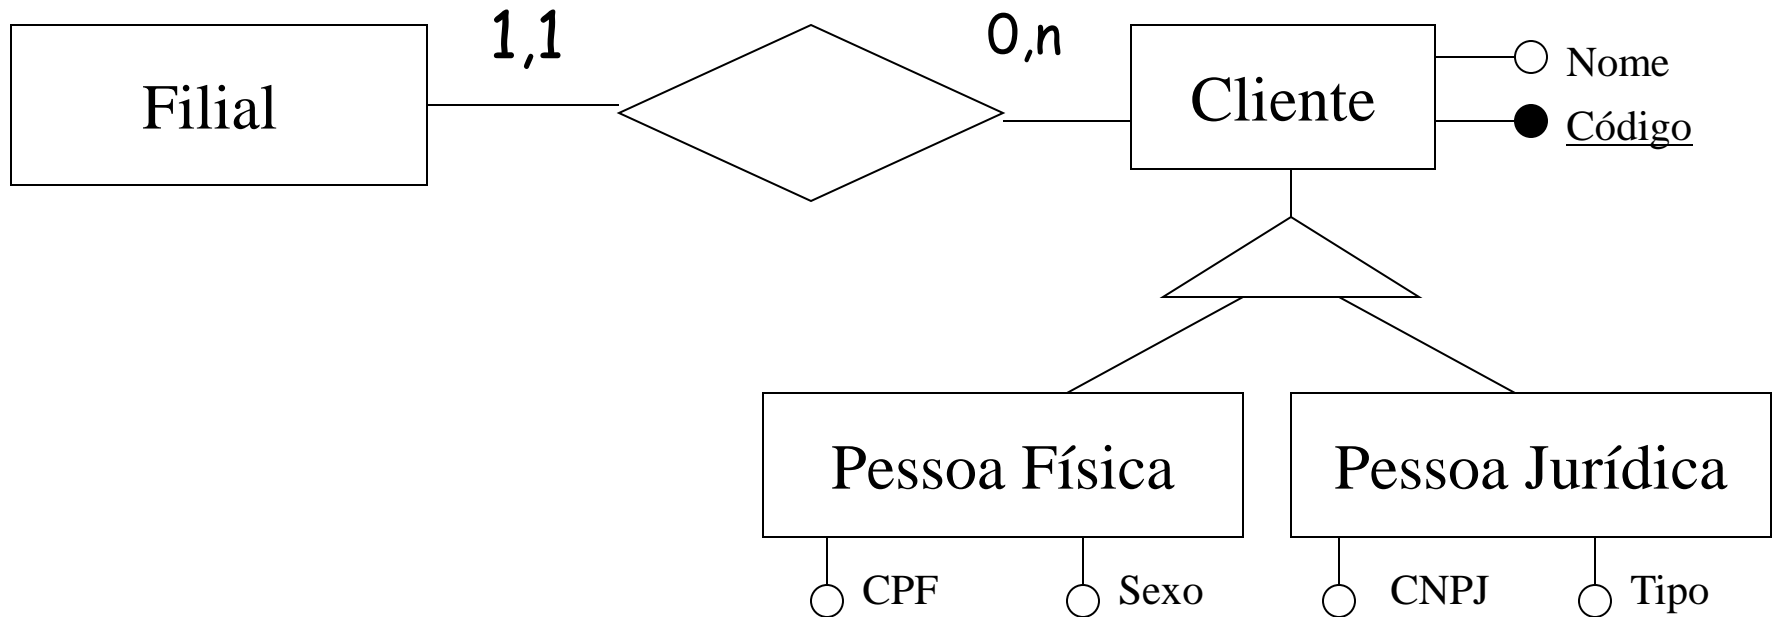 1,1
0,n
Filial
Cliente
Nome
Código
Pessoa Física
Pessoa Jurídica
CPF
Sexo
CNPJ
Tipo